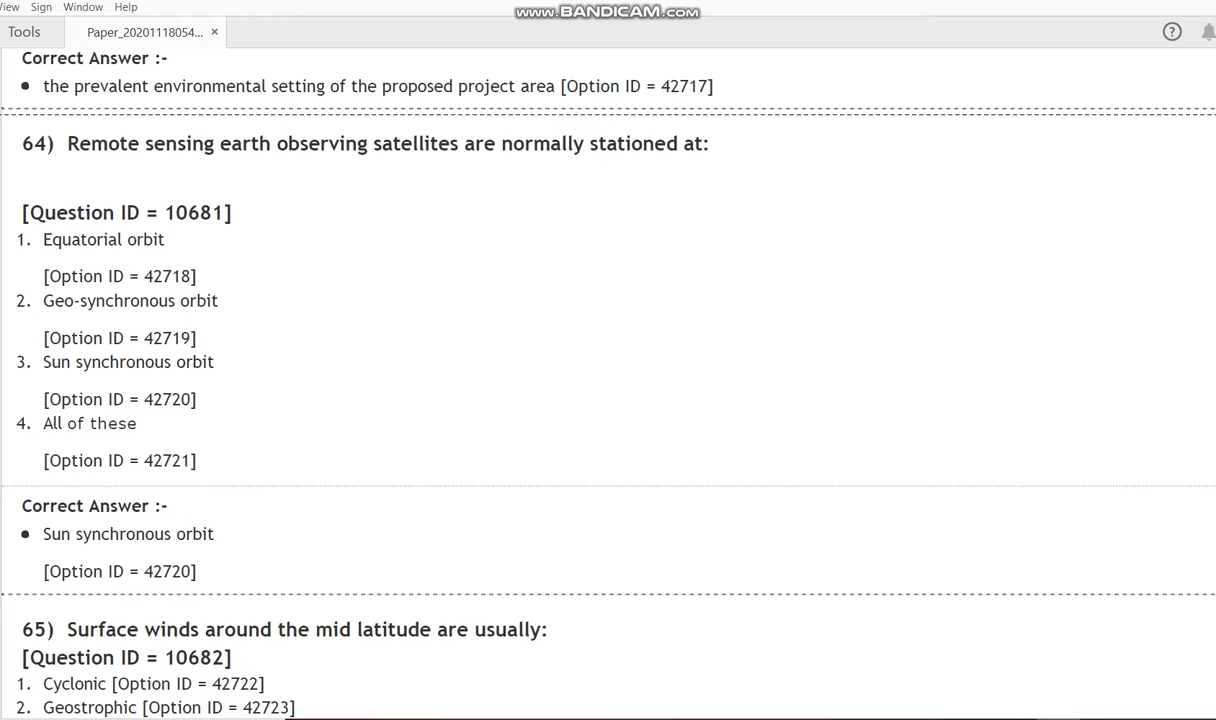 View Sign Window Help
www.BANDICAM.com
Tools Paper_20201118054... ×
Correct Answer :-
• the prevalent environmental setting of the proposed project area [Option ID = 42717]
64) Remote sensing earth observing satellites are normally stationed at:
[Question ID = 10681]
1. Equatorial orbit
[Option ID = 42718]
2. Geo-synchronous orbit
[Option ID = 42719]
3. Sun synchronous orbit
[Option ID = 42720]
4. All of these
[Option ID = 42721]
Correct Answer :-
• Sun synchronous orbit
[Option ID = 42720]
65) Surface winds around the mid latitude are usually:
[Question ID = 10682]
1. Cyclonic [Option ID = 42722]
2. Geostrophic [Option ID = 42723]